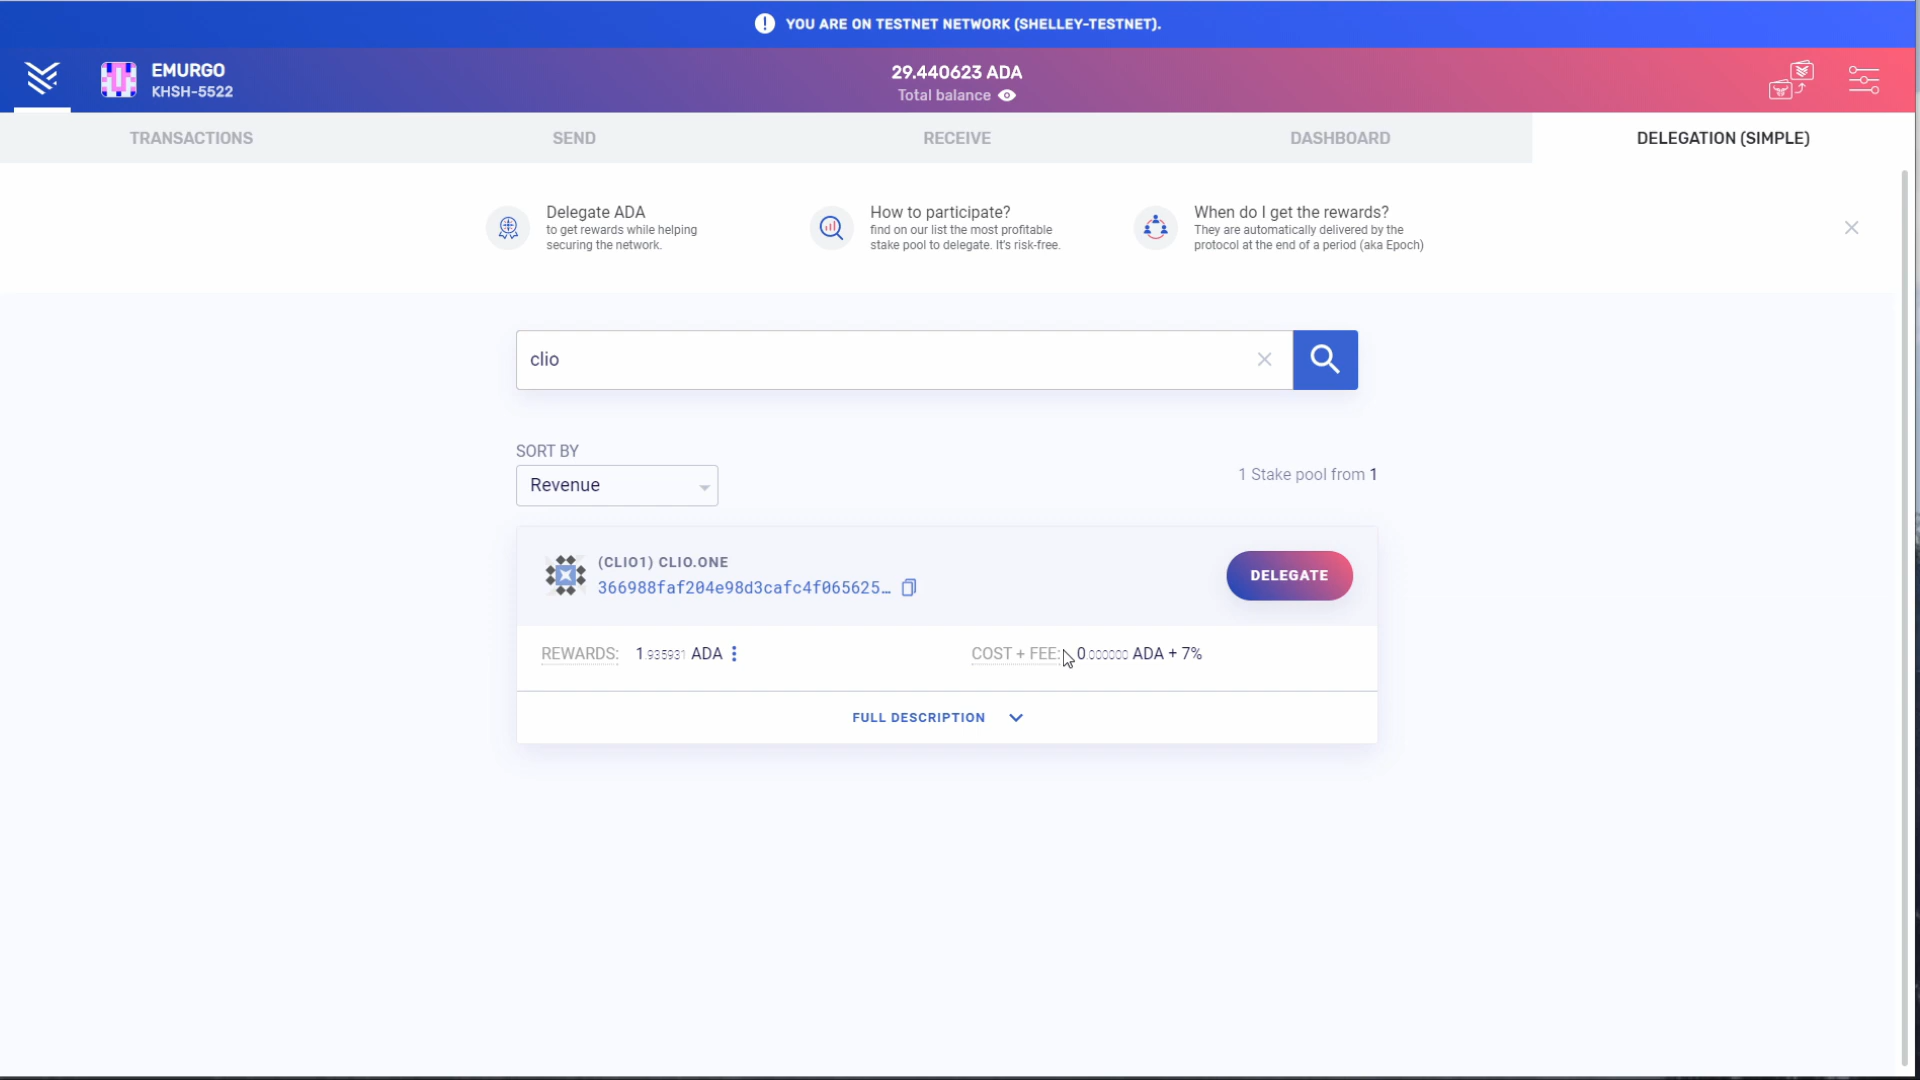 YOU ARE ON TESTNET NETWORK (SHELLEY-TESTNET).
EMURGO
KHSH-5522
29.440623 ADA
Total balance
TRANSACTIONS
SEND
RECEIVE
DASHBOARD
DELEGATION (SIMPLE)
Delegate ADA
to get rewards while helping
securing the network.
How to participate?
find on our list the most profitable
stake pool to delegate. It's risk-free.
When do I get the rewards?
They are automatically delivered by the
protocol at the end of a period (aka Epoch)
clio
SORT BY
Revenue
1 Stake pool from 1
(CLIO1) CLIO.ONE
366988faf204e98d3cafc4f065625…
DELEGATE
REWARDS: 1.935931 ADA
COST + FEE: 0.000000 ADA + 7%
FULL DESCRIPTION